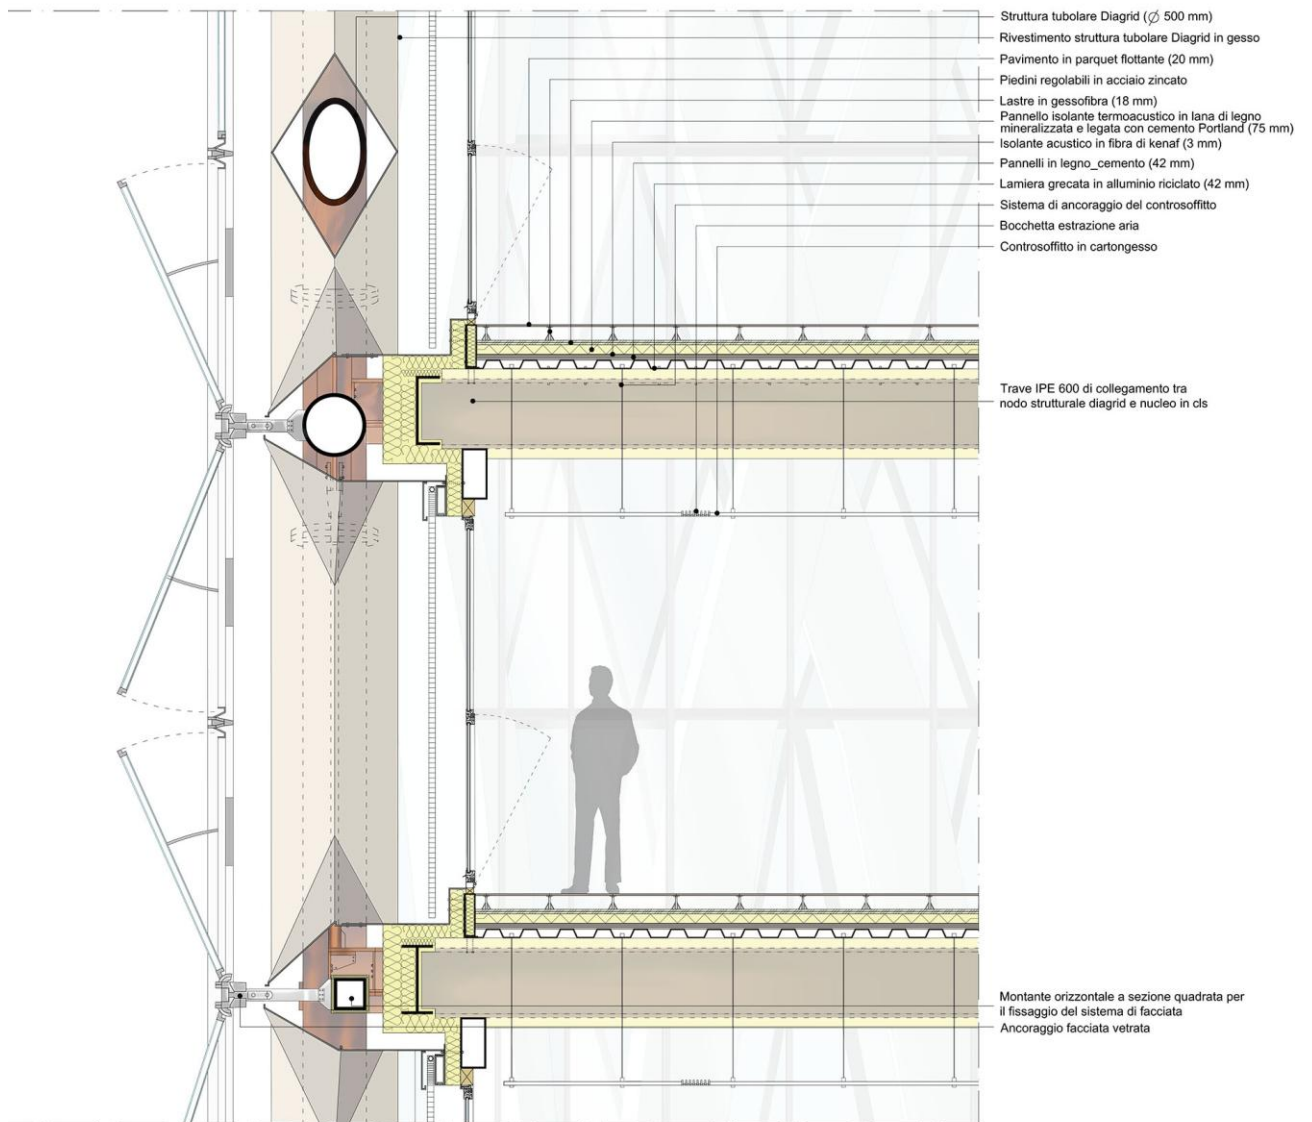 Struttura tubolare Diagrid (∅ 500 mm)
Rivestimento struttura tubolare Diagrid in gesso
Pavimento in parquet flottante (20 mm)
Piedini regolabili in acciaio zincato
Lastre in gessofibra (18 mm)
Pannello isolante termoacustico in lana di legno
mineralizzata e legata con cemento Portland (75 mm)
Isolante acustico in fibra di kenaf (3 mm)
Pannelli in legno_cemento (42 mm)
Lamiera grecata in alluminio riciclato (42 mm)
Sistema di ancoraggio del controsoffitto
Bocchetta estrazione aria
Controsoffitto in cartongesso
Trave IPE 600 di collegamento tra
nodo strutturale diagrid e nucleo in cls
Montante orizzontale a sezione quadrata per
il fissaggio del sistema di facciata
Ancoraggio facciata vetrata